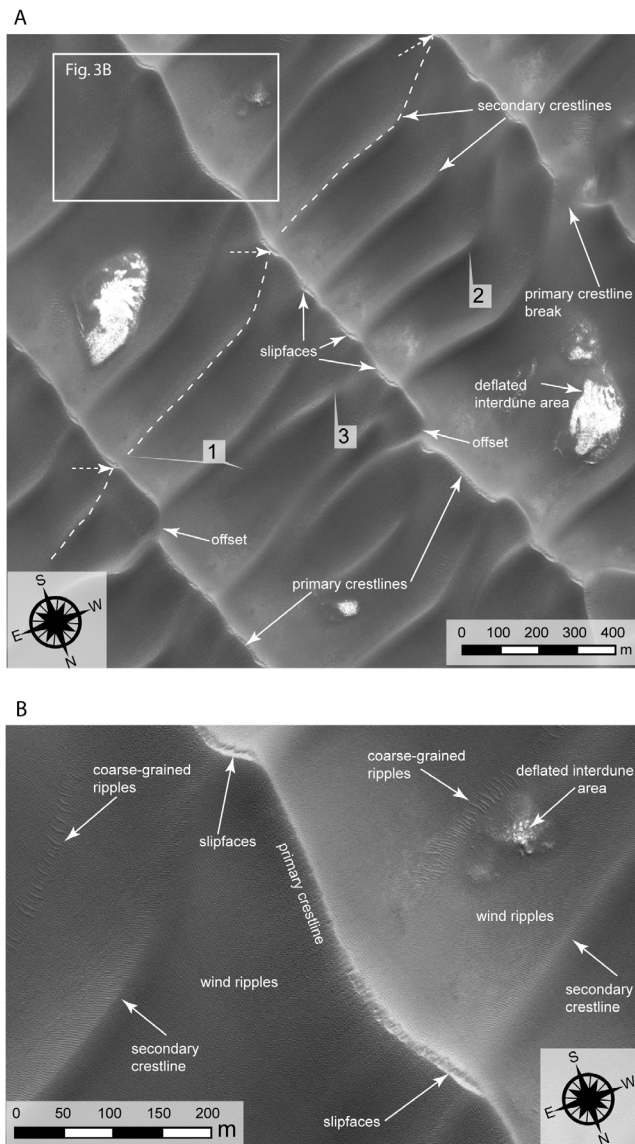 A
Fig. 3B
secondary crestlines
primary crestline
break
2
slipfaces
deflated
interdune area
3
1
offset
offset
primary crestlines
S
W
E
N
0 100 200 300 400
m
B
coarse-grained
ripples
coarse-grained
ripples
deflated interdune
area
slipfaces
primary crestline
wind ripples
wind ripples
secondary
crestline
secondary
crestline
slipfaces
S
W
E
N
0 50 100 150 200
m